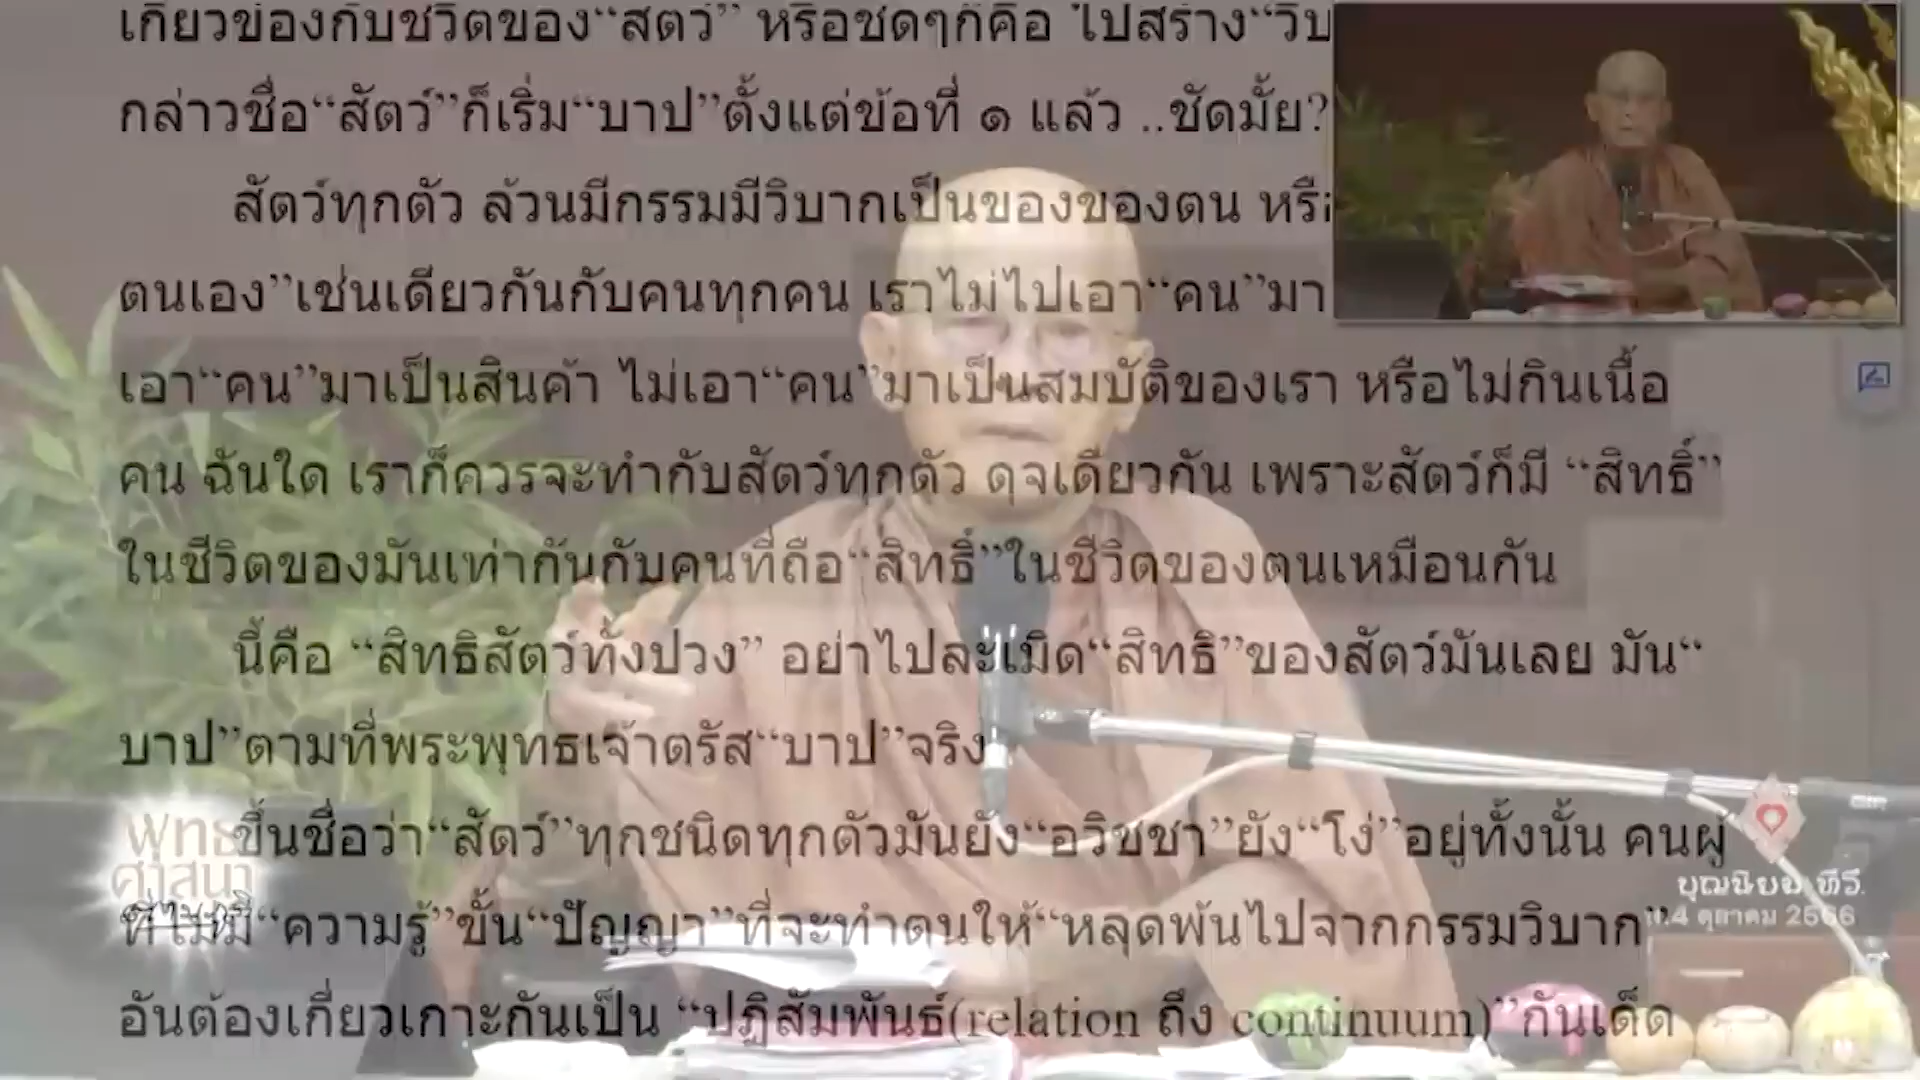 เกี่ยวข้องกับชีวิตของ“สัตว์” หรือชัดๆก็คือ ไปสร้าง“วิบ
กล่าวชื่อ“สัตว์”ก็เริ่ม“บาป”ตั้งแต่ข้อที่ ๑ แล้ว ..ชัดมั้ย?
สัตว์ทุกตัว ล้วนมีกรรมมีวิบากเป็นของของตน หรือ
ตนเอง”เช่นเดียวกันกับคนทุกคน เราไม่ไปเอา“คน”มา
เอา“คน”มาเป็นสินค้า ไม่เอา“คน”มาเป็นสมบัติของเรา หรือไม่กินเนื้อ
คน ฉันใด เราก็ควรจะทำกับสัตว์ทุกตัว ดุจเดียวกัน เพราะสัตว์ก็มี “สิทธิ์”
ในชีวิตของมันเท่ากันกับคนที่ถือ“สิทธิ์”ในชีวิตของตนเหมือนกัน
นี้คือ “สิทธิสัตว์ทั้งปวง” อย่าไปละเมิด“สิทธิ”ของสัตว์มันเลย มัน“
บาป”ตามที่พระพุทธเจ้าตรัส“บาป”จริง
ขึ้นชื่อว่า“สัตว์”ทุกชนิดทุกตัวมันยัง“อวิชชา”ยัง“โง่”อยู่ทั้งนั้น คนผู้
ที่ไม่มี“ความรู้”ขั้น“ปัญญา”ที่จะทำตนให้“หลุดพ้นไปจากกรรมวิบาก”
อันต้องเกี่ยวเกาะกันเป็น “ปฏิสัมพันธ์(relation ถึง continuum)”กันเด็ด
พุทธ
ศาสนา
บุญนิยม ทีวี.
พ.4 ตุลาคม 2566